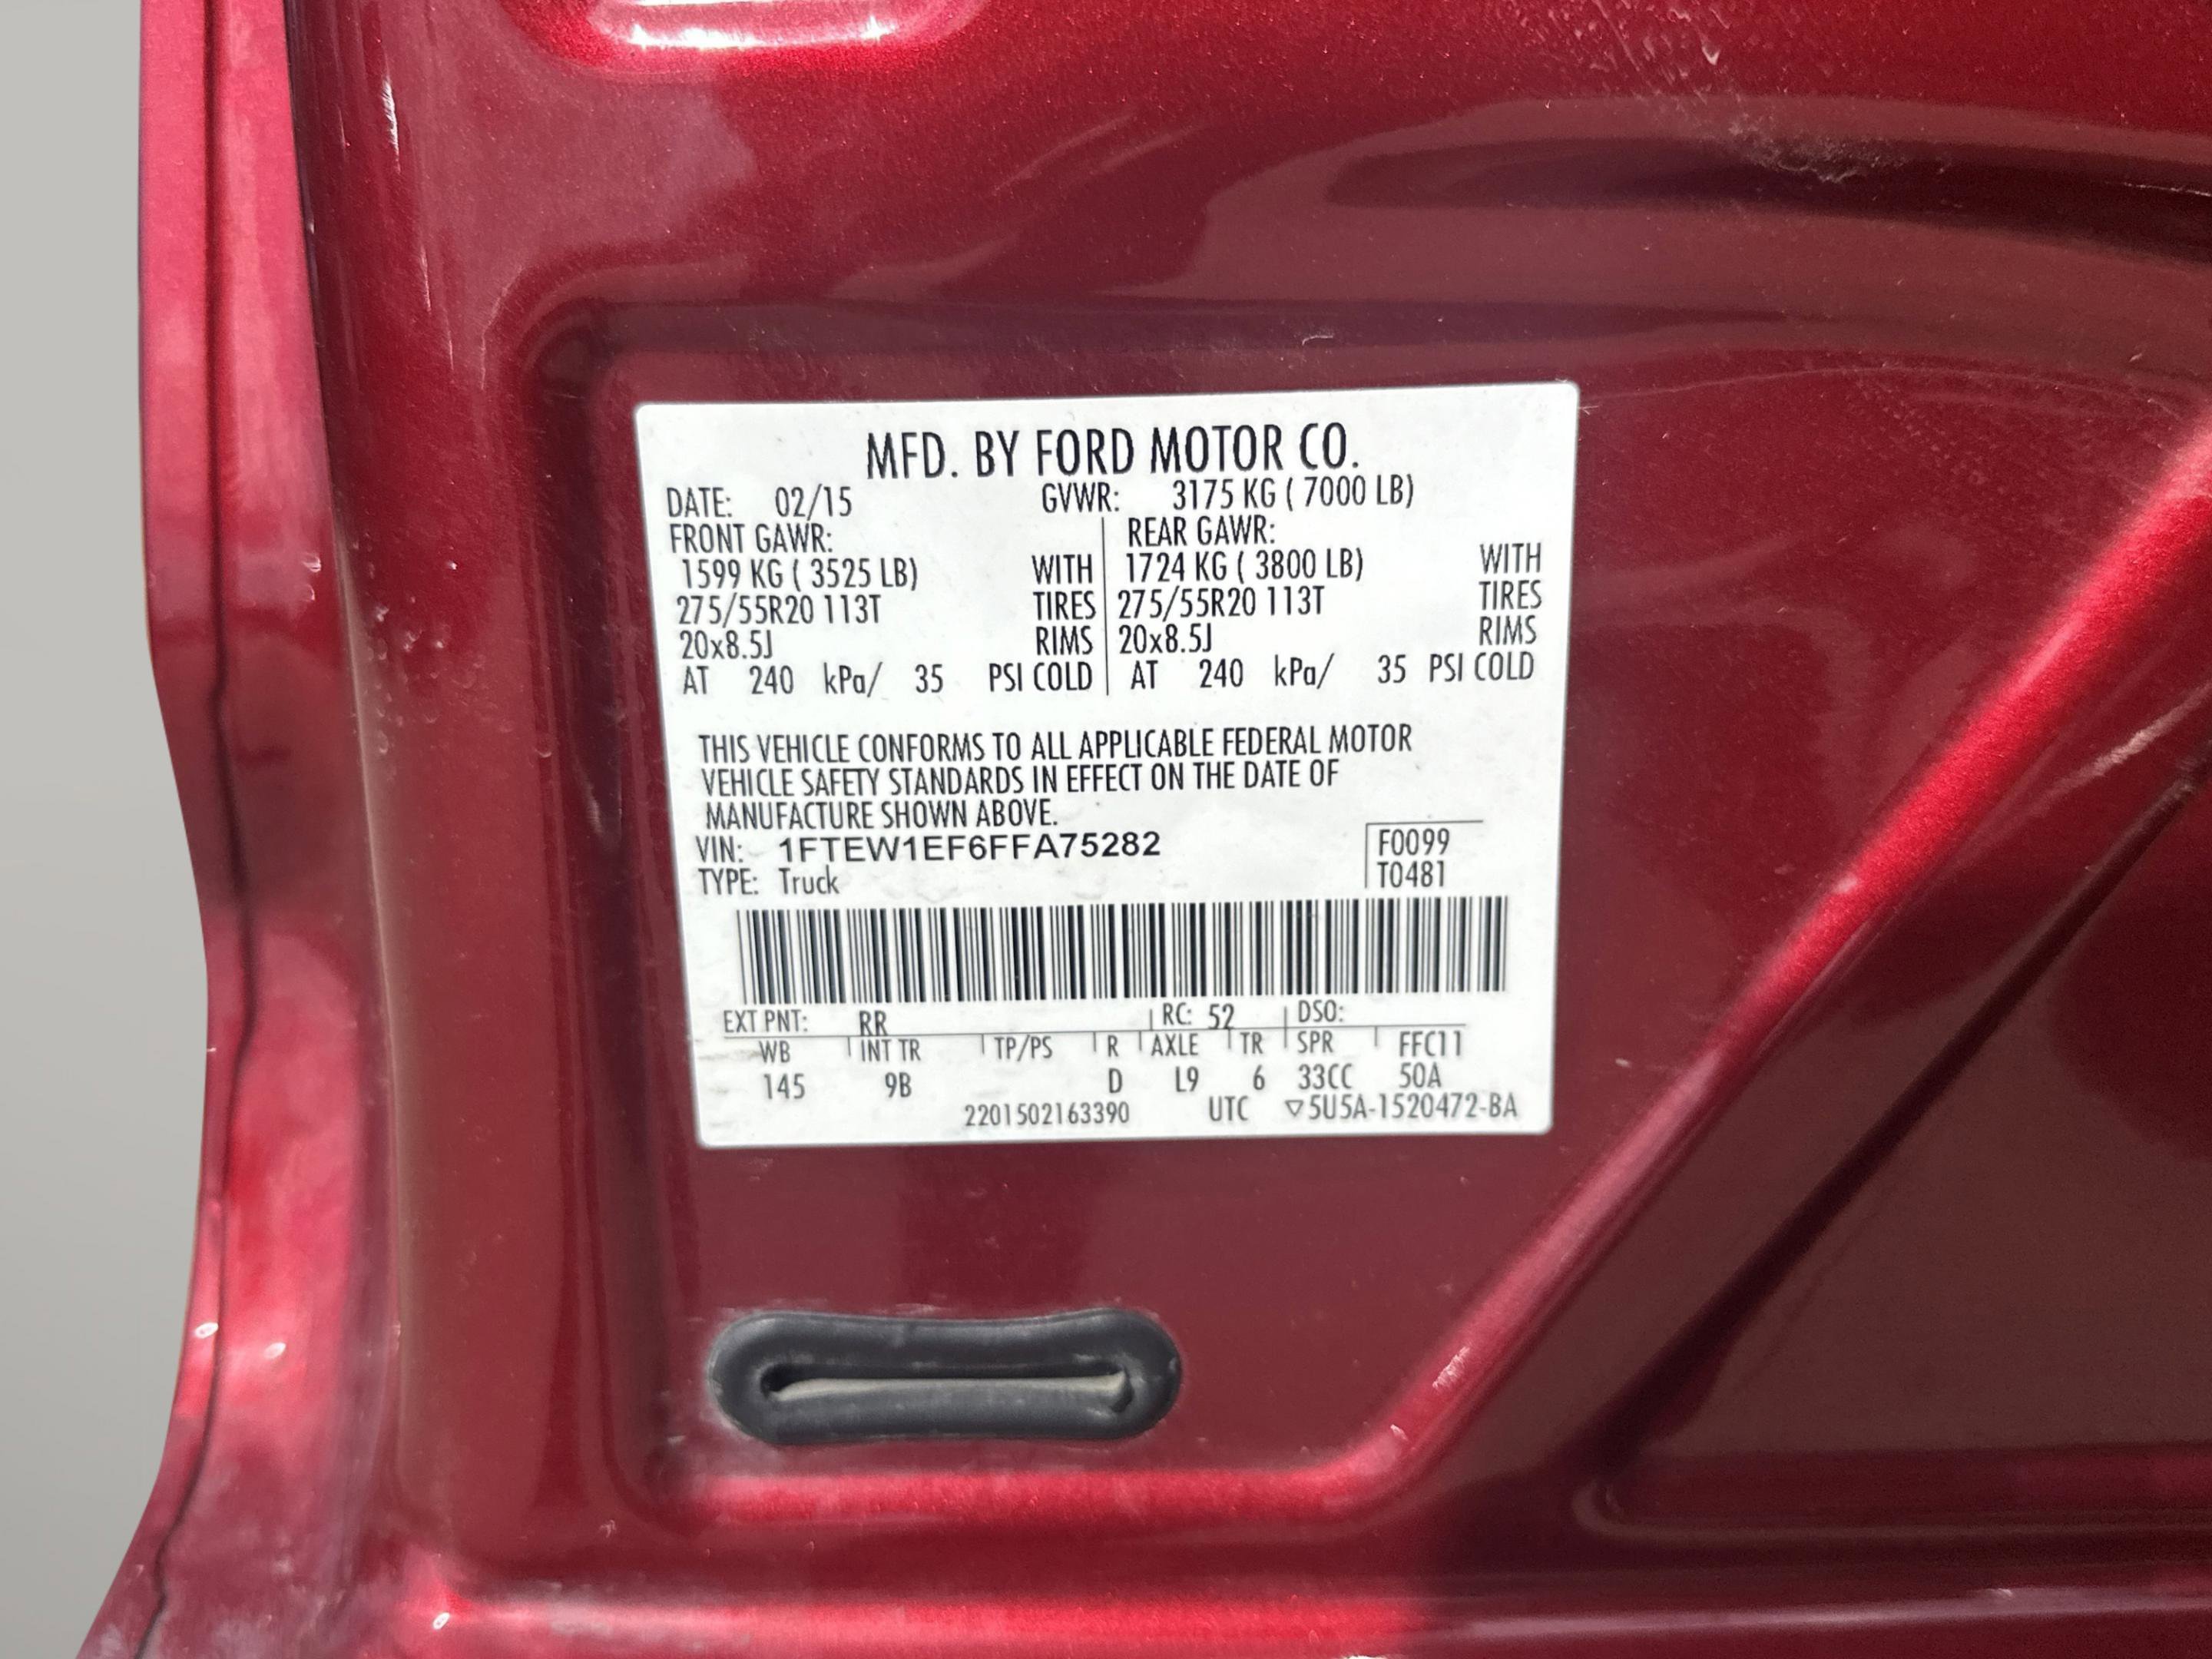 MFD. BY FORD MOTOR CO.
DATE: 02/15 GVWR: 3175 KG ( 7000 LB)
FRONT GAWR: REAR GAWR:
1599 KG ( 3525 LB) WITH 1724 KG ( 3800 LB) WITH
275/55R20 113T TIRES 275/55R20 113T TIRES
20x8.5J RIMS 20x8.5J RIMS
AT 240 kPa/ 35 PSI COLD AT 240 kPa/ 35 PSI COLD
THIS VEHICLE CONFORMS TO ALL APPLICABLE FEDERAL MOTOR
VEHICLE SAFETY STANDARDS IN EFFECT ON THE DATE OF
MANUFACTURE SHOWN ABOVE.
VIN: 1FTEW1EF6FFA75282 F0099
TYPE: Truck T0481
EXT PNT: RR RC: 52 DSO:
WB INT TR TP/PS R AXLE TR SPR FFC11
145 9B D L9 6 33CC 50A
2201502163390 UTC ▽5U5A-1520472-BA